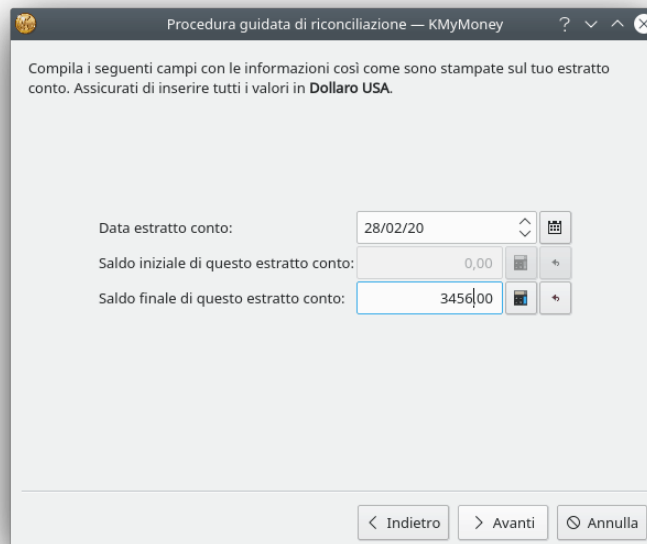 Procedura guidata di riconciliazione — KMyMoney
Compila i seguenti campi con le informazioni così come sono stampate sul tuo estratto
conto. Assicurati di inserire tutti i valori in Dollaro USA.
Data estratto conto: 28/02/20
Saldo iniziale di questo estratto conto: 0,00
Saldo finale di questo estratto conto: 3456,00
Indietro Avanti Annulla